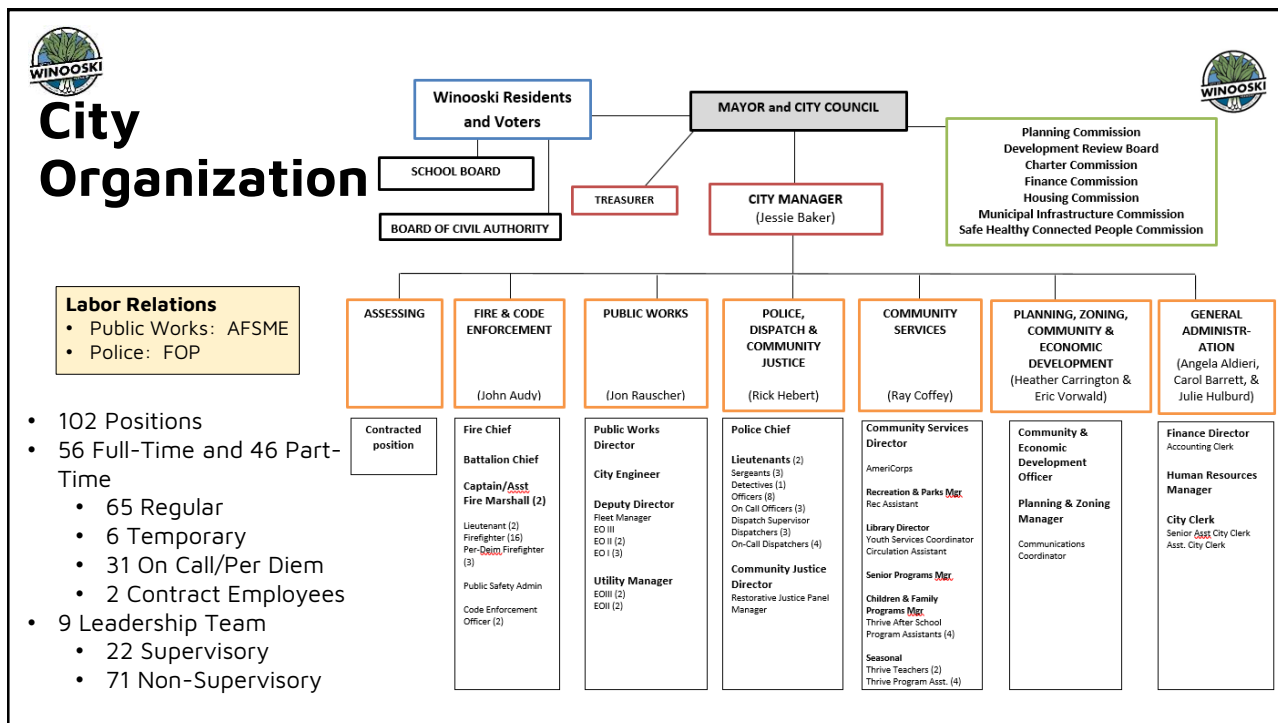 WINOOSKI
WINOOSKI
City
Organization
Winooski Residents
and Voters
MAYOR and CITY COUNCIL
Planning Commission
Development Review Board
Charter Commission
Finance Commission
Housing Commission
Municipal Infrastructure Commission
Safe Healthy Connected People Commission
SCHOOL BOARD
TREASURER
CITY MANAGER
(Jessie Baker)
BOARD OF CIVIL AUTHORITY
Labor Relations
• Public Works: AFSME
• Police: FOP
• 102 Positions
• 56 Full-Time and 46 Part-
Time
• 65 Regular
• 6 Temporary
• 31 On Call/Per Diem
• 2 Contract Employees
• 9 Leadership Team
• 22 Supervisory
• 71 Non-Supervisory
ASSESSING
Contracted
position
FIRE & CODE
ENFORCEMENT
(John Audy)
Fire Chief
Battalion Chief
Captain/Asst
Fire Marshall (2)
Lieutenant (2)
Firefighter (16)
Per-Deim Firefighter
(3)
Public Safety Admin
Code Enforcement
Officer (2)
PUBLIC WORKS
(Jon Rauscher)
Public Works
Director
City Engineer
Deputy Director
Fleet Manager
EO III
EO II (2)
EO I (3)
Utility Manager
EOIII (2)
EOII (2)
POLICE,
DISPATCH &
COMMUNITY
JUSTICE
(Rick Hebert)
Police Chief
Lieutenants (2)
Sergeants (3)
Detectives (1)
Officers (8)
On Call Officers (3)
Dispatch Supervisor
Dispatchers (3)
On-Call Dispatchers (4)
Community Justice
Director
Restorative Justice Panel
Manager
COMMUNITY
SERVICES
(Ray Coffey)
Community Services
Director
AmeriCorps
Recreation & Parks Mgr
Rec Assistant
Library Director
Youth Services Coordinator
Circulation Assistant
Senior Programs Mgr
Children & Family
Programs Mgr
Thrive After School
Program Assistants (4)
Seasonal
Thrive Teachers (2)
Thrive Program Asst. (4)
PLANNING, ZONING,
COMMUNITY &
ECONOMIC
DEVELOPMENT
(Heather Carrington &
Eric Vorwald)
Community &
Economic
Development
Officer
Planning & Zoning
Manager
Communications
Coordinator
GENERAL
ADMINISTR-
ATION
(Angela Aldieri,
Carol Barrett, &
Julie Hulburd)
Finance Director
Accounting Clerk
Human Resources
Manager
City Clerk
Senior Asst City Clerk
Asst. City Clerk